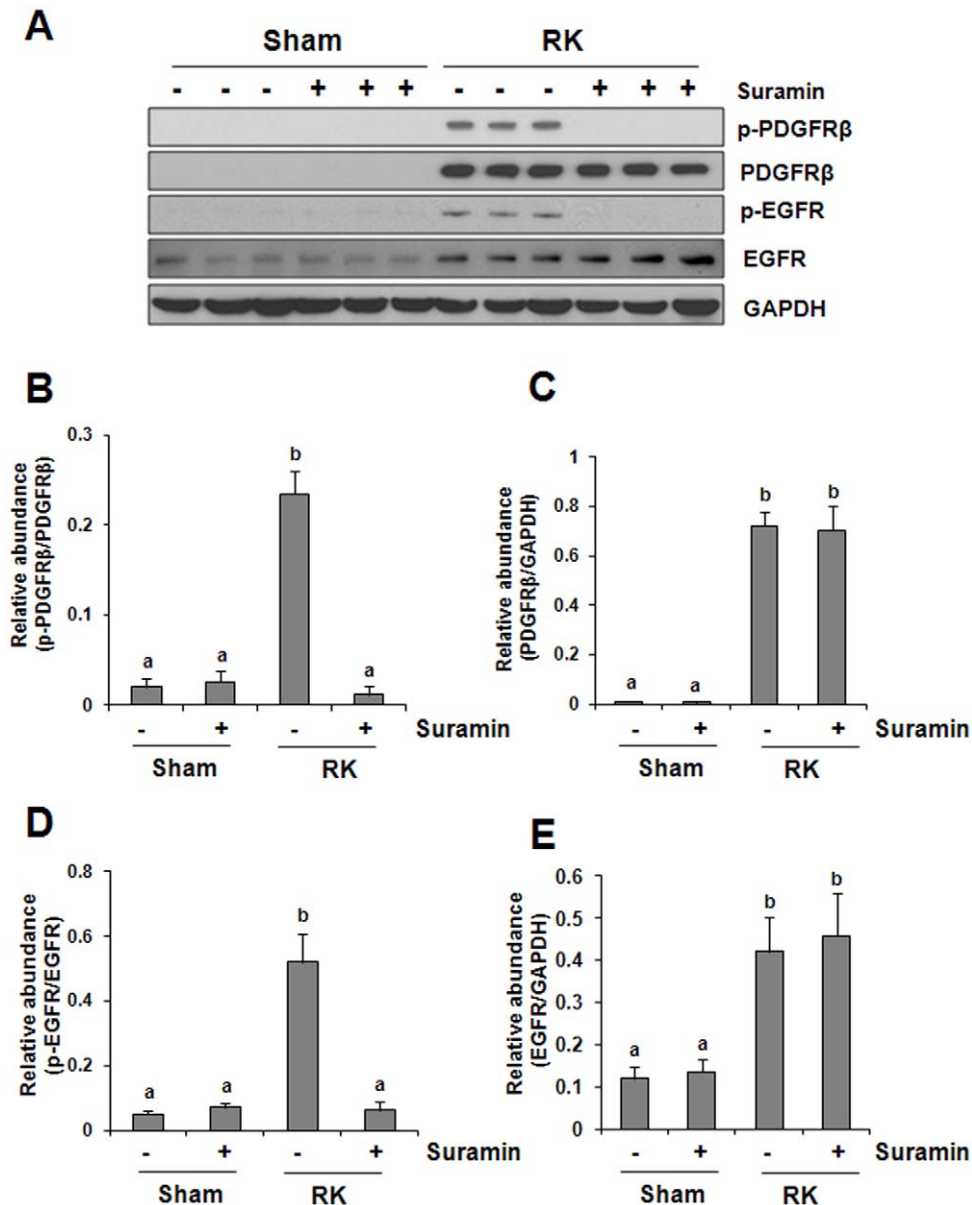 A
Sham RK
- - - + + + - - - + + + Suramin
p-PDGFRβ
PDGFRβ
p-EGFR
EGFR
GAPDH
B
Relative abundance
(p-PDGFRβ/PDGFRβ)
0.3
0.2
0.1
0
a a b a
- + - + Suramin
Sham RK
C
Relative abundance
(PDGFRβ/GAPDH)
1
0.8
0.6
0.4
0.2
0
a a b b
- + - + Suramin
Sham RK
D
Relative abundance
(p-EGFR/EGFR)
0.8
0.6
0.4
0.2
0
a a b a
- + - + Suramin
Sham RK
E
Relative abundance
(EGFR/GAPDH)
0.6
0.5
0.4
0.3
0.2
0.1
0
a a b b
- + - + Suramin
Sham RK